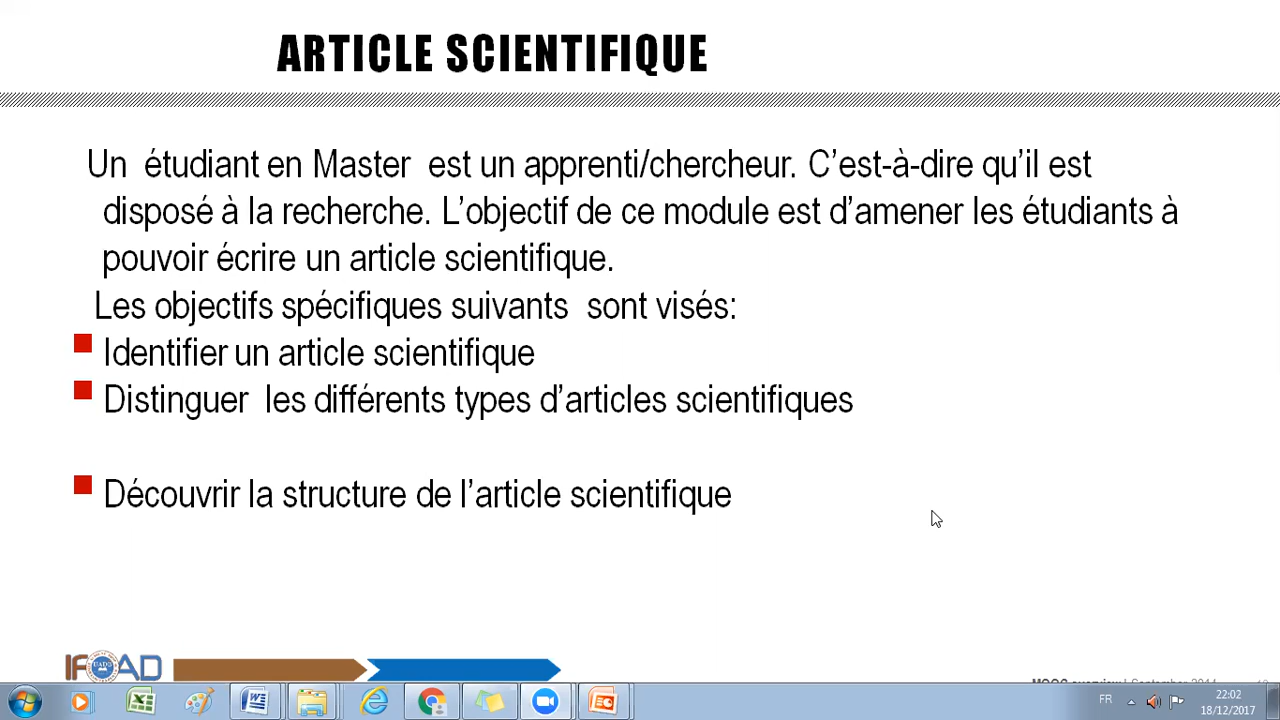 ARTICLE SCIENTIFIQUE
Un étudiant en Master est un apprenti/chercheur. C’est-à-dire qu’il est
disposé à la recherche. L’objectif de ce module est d’amener les étudiants à
pouvoir écrire un article scientifique.
Les objectifs spécifiques suivants sont visés:
Identifier un article scientifique
Distinguer les différents types d’articles scientifiques
Découvrir la structure de l’article scientifique
IFOAD
FR
22:02
18/12/2017